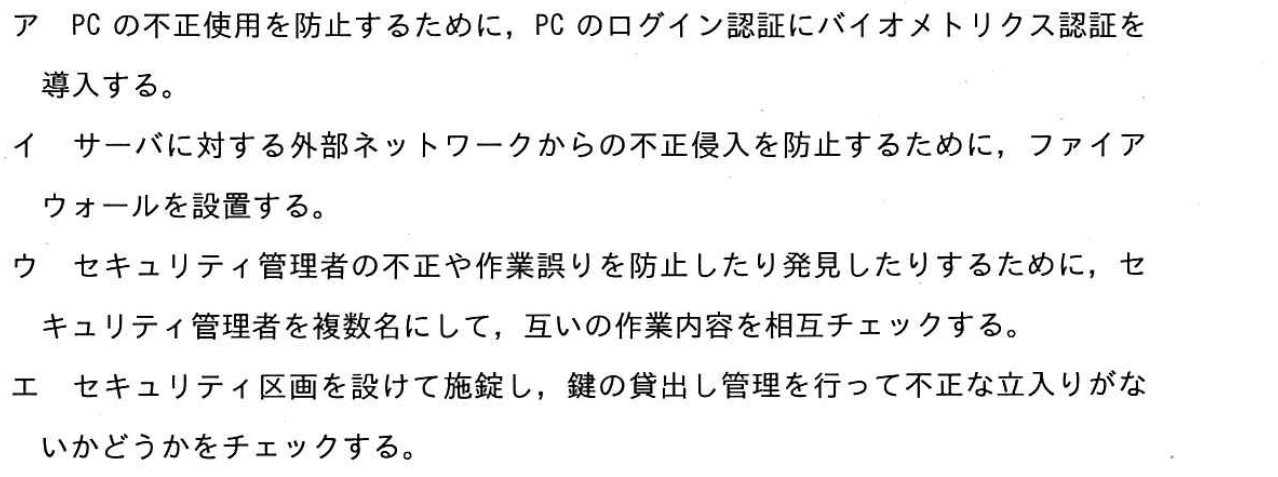 ア　PC の不正使用を防止するために，PC のログイン認証にバイオメトリクス認証を
導入する。
イ　サーバに対する外部ネットワークからの不正侵入を防止するために，ファイア
ウォールを設置する。
ウ　セキュリティ管理者の不正や作業誤りを防止したり発見したりするために，セ
キュリティ管理者を複数名にして，互いの作業内容を相互チェックする。
エ　セキュリティ区画を設けて施錠し，鍵の貸出し管理を行って不正な立入りがな
いかどうかをチェックする。